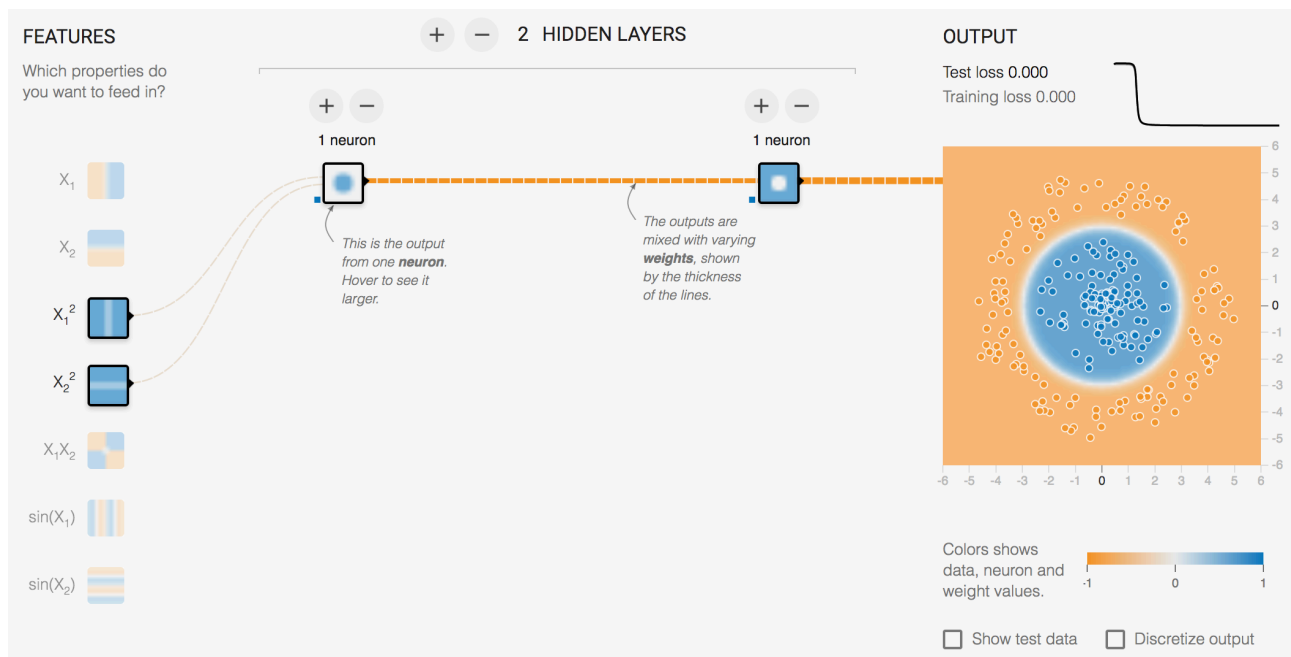 FEATURES
Which properties do
you want to feed in?
+ − 2 HIDDEN LAYERS
+ −
1 neuron
+ −
1 neuron
X₁
X₂
X₁²
X₂²
X₁X₂
sin(X₁)
sin(X₂)
This is the output
from one neuron.
Hover to see it
larger.
The outputs are
mixed with varying
weights, shown
by the thickness
of the lines.
OUTPUT
Test loss 0.000
Training loss 0.000
6
5
4
3
2
1
0
-1
-2
-3
-4
-5
-6
-6 -5 -4 -3 -2 -1 0 1 2 3 4 5 6
Colors shows
data, neuron and
weight values.
-1 0 1
Show test data
Discretize output